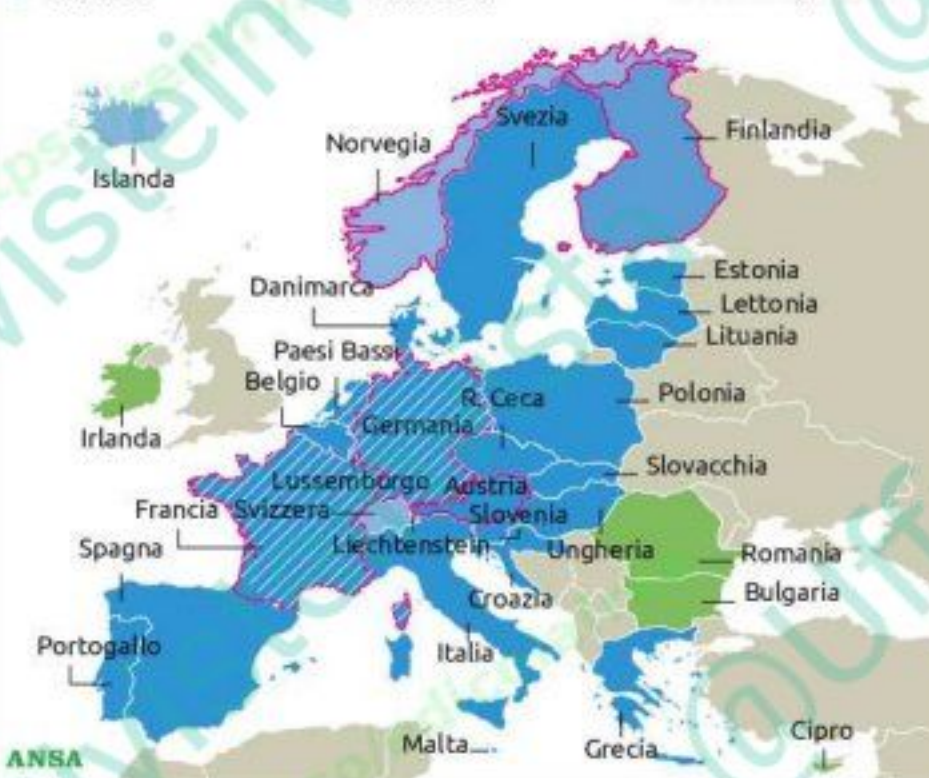 Svezia
Norvegia
Finlandia
Islanda
Estonia
Danimarca
Lettonia
Lituania
Paesi Bassi
Belgio
R. Ceca
Polonia
Germania
Irlanda
Slovacchia
Lussemburgo
Austria
Francia
Svizzera
Slovenia
Spagna
Liechtenstein
Ungheria
Romania
Bulgaria
Croazia
Portogallo
Italia
Cipro
Malta
Grecia
ANSA